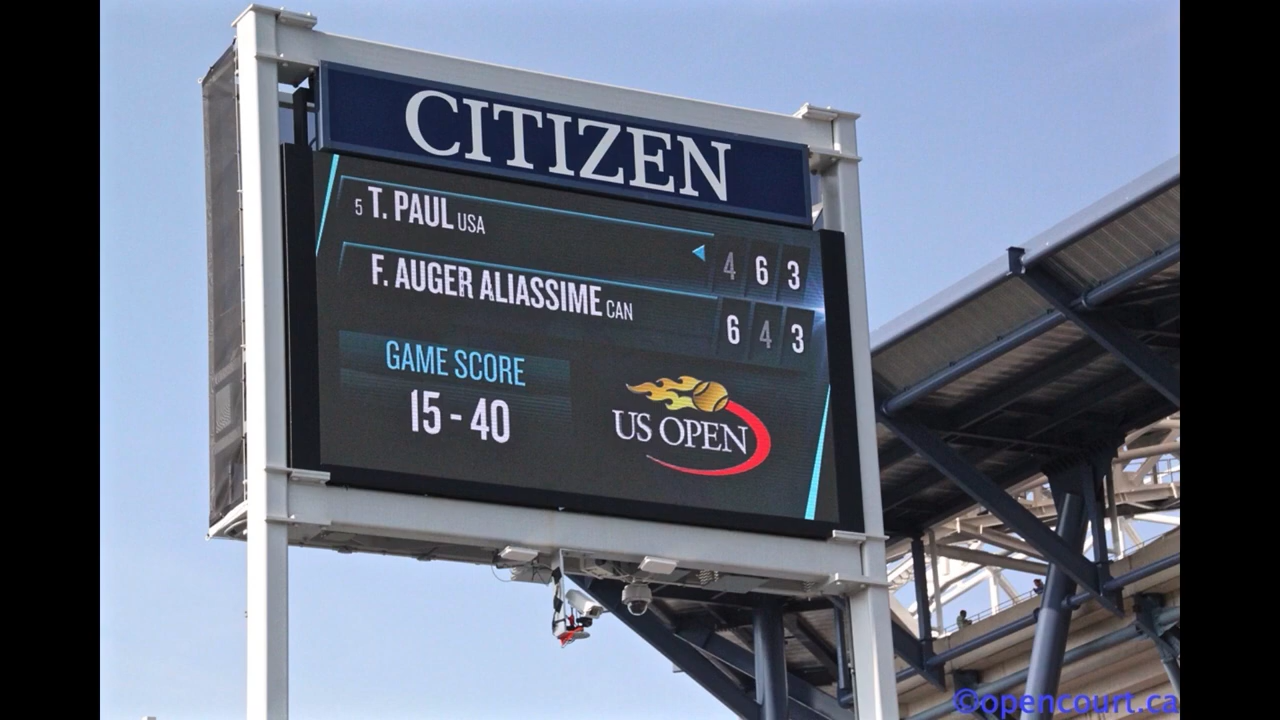 CITIZEN
5 T. PAUL USA 4 6 3
F. AUGER ALIASSIME CAN 6 4 3
GAME SCORE
15 - 40
US OPEN
©opencourt.ca